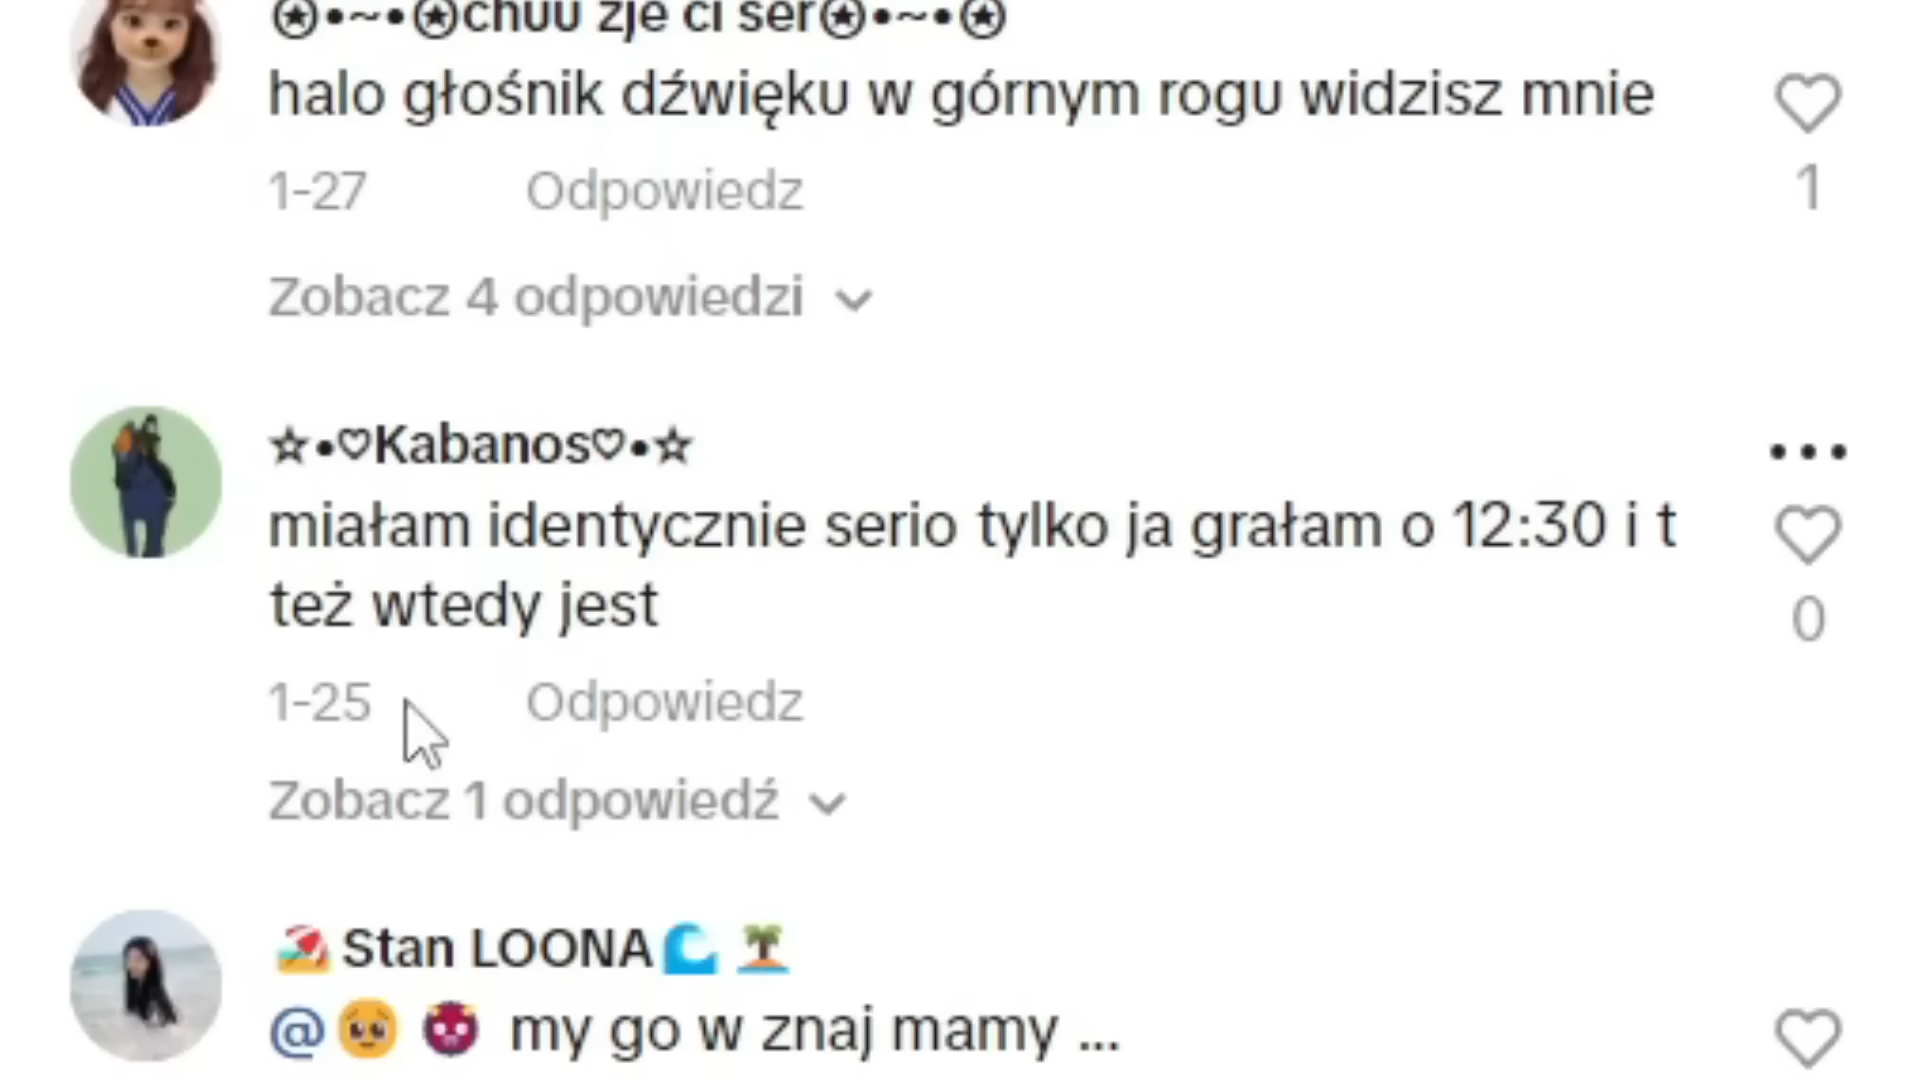 ✪•~•✪chuu zje ci ser✪•~•✪
halo głośnik dźwięku w górnym rogu widzisz mnie
1-27 Odpowiedz 1
Zobacz 4 odpowiedzi
☆•♡Kabanos♡•☆
miałam identycznie serio tylko ja grałam o 12:30 i t
też wtedy jest
0
1-25 Odpowiedz
Zobacz 1 odpowiedź
🏖️Stan LOONA🌊🏝️
@🥺👿 my go w znaj mamy ...